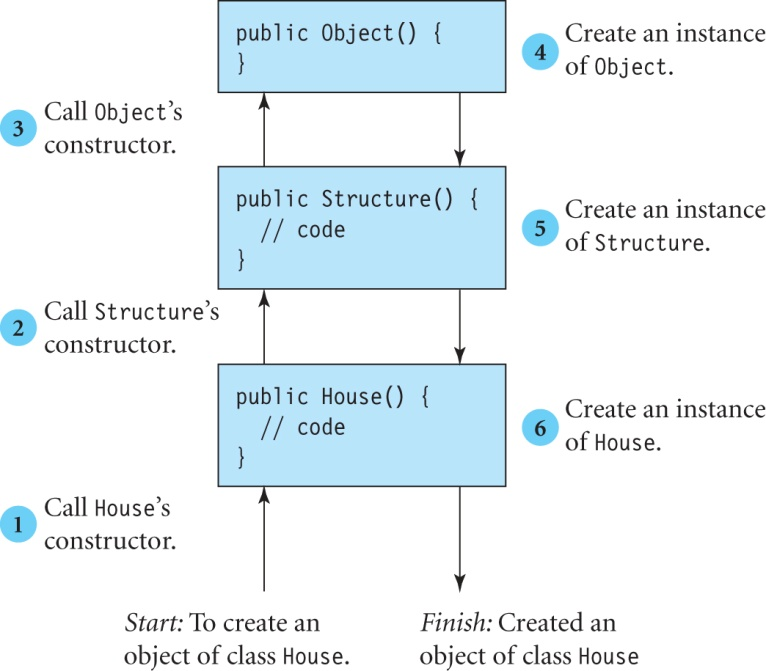 public Object() {
}
4
Create an instance
of Object.
3
Call Object's
constructor.
public Structure() {
// code
}
5
Create an instance
of Structure.
2
Call Structure's
constructor.
public House() {
// code
}
6
Create an instance
of House.
1
Call House's
constructor.
Start: To create an
object of class House.
Finish: Created an
object of class House